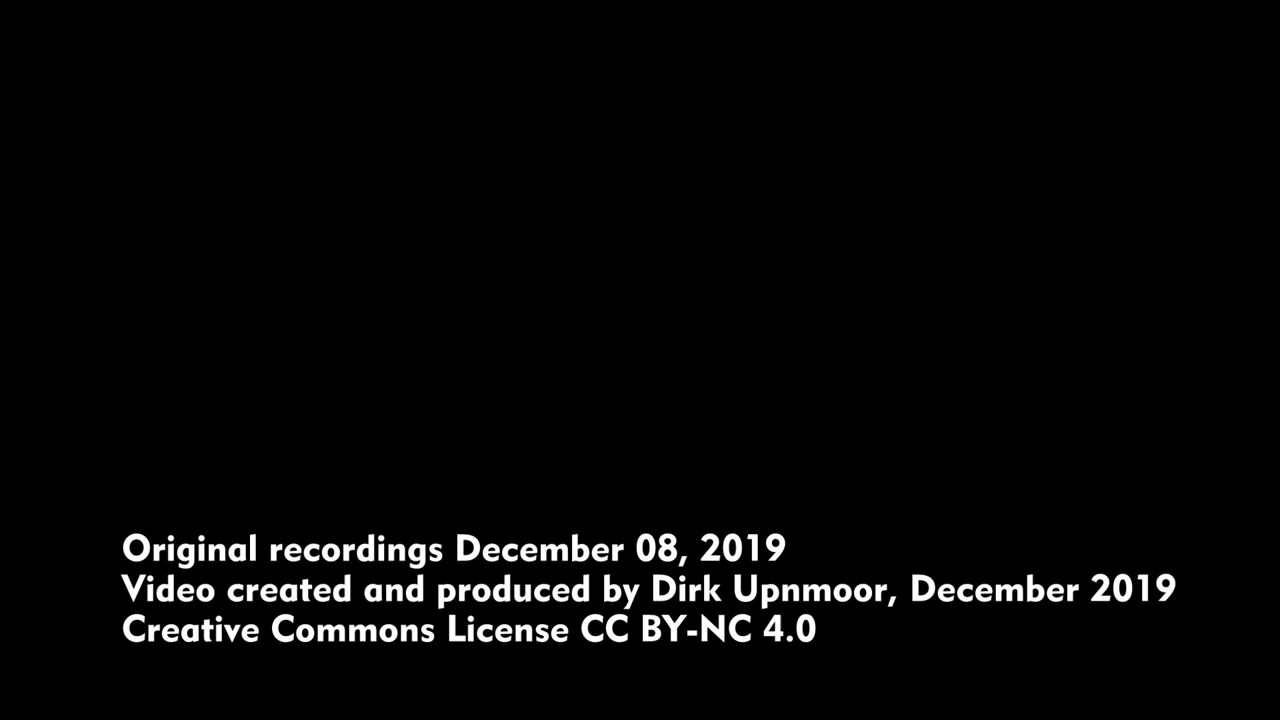 Original recordings December 08, 2019
Video created and produced by Dirk Upnmoor, December 2019
Creative Commons License CC BY-NC 4.0